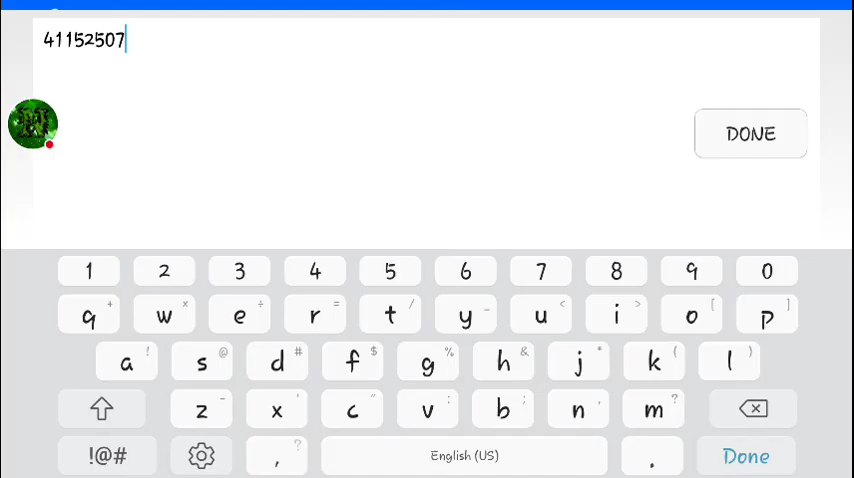 41152507
N
DONE
1 2 3 4 5 6 7 8 9 0
q + w × e ÷ r = t / y _ u < i > o [ p ]
a ! s @ d # f $ g % h & j * k ( l )
z - x ' c " v : b ; n , m ?
!@# , ? English (US) . Done